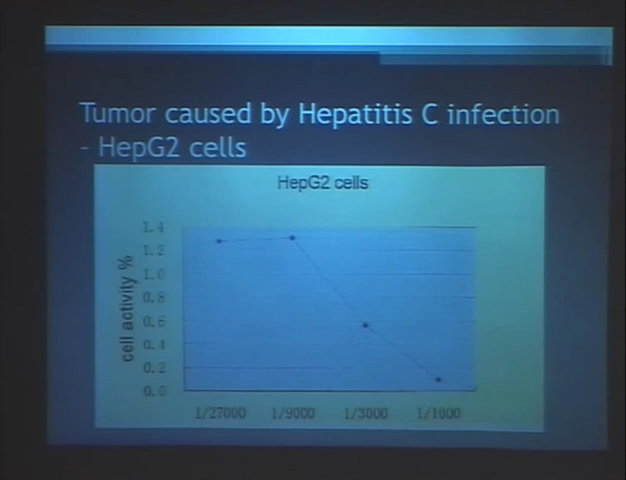 Tumor caused by Hepatitis C infection
- HepG2 cells
HepG2 cells
cell activity %
1.4
1.2
1.0
0.8
0.6
0.4
0.2
0.0
1/27000 1/9000 1/3000 1/1000